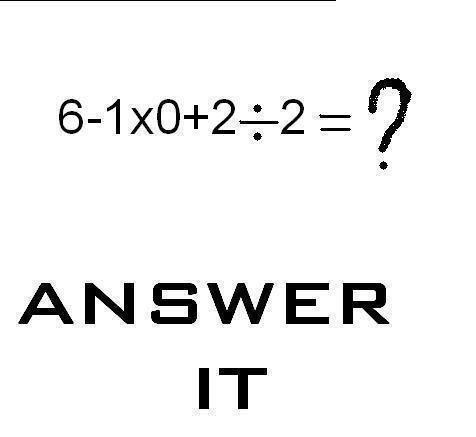 6-1x0+2÷2 = ?
ANSWER
IT